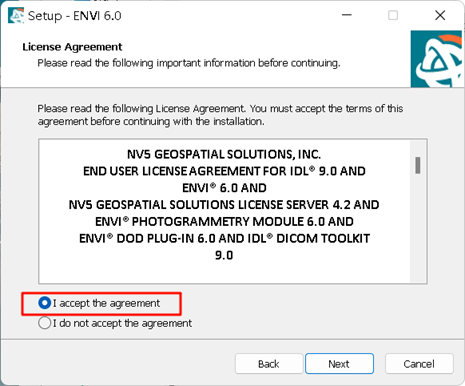 Setup - ENVI 6.0
License Agreement
Please read the following important information before continuing.
Please read the following License Agreement. You must accept the terms of this
agreement before continuing with the installation.
NV5 GEOSPATIAL SOLUTIONS, INC.
END USER LICENSE AGREEMENT FOR IDL® 9.0 AND
ENVI® 6.0 AND
NV5 GEOSPATIAL SOLUTIONS LICENSE SERVER 4.2 AND
ENVI® PHOTOGRAMMETRY MODULE 6.0 AND
ENVI® DOD PLUG-IN 6.0 AND IDL® DICOM TOOLKIT
9.0
I accept the agreement
I do not accept the agreement
Back Next Cancel